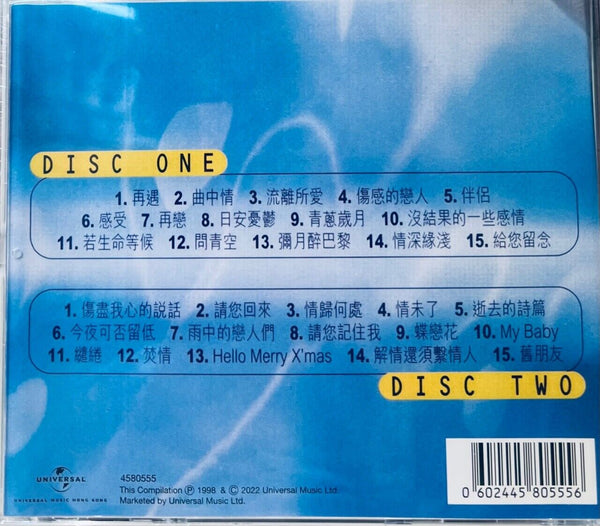 DISC ONE
1 再遇 2 曲中情 3 流離所愛 4 傷感的戀人 5 伴侶
6 感受 7 再戀 8 日安憂鬱 9 青蔥歲月 10 沒結果的一些感情
11 若生命等候 12 問青空 13 彌月醉巴黎 14 情深緣淺 15 給您留念
1 傷盡我心的説話 2 請您回來 3 情歸何處 4 情未了 5 逝去的詩篇
6 今夜可否留低 7 雨中的戀人們 8 請您記住我 9 蝶戀花 10 My Baby
11 繾綣 12 焚情 13 Hello Merry X'mas 14 解情還須繫情人 15 舊朋友
DISC TWO
UNIVERSAL
UNIVERSAL MUSIC HONG KONG
4580555
This Compilation Ⓟ 1998 & Ⓒ 2022 Universal Music Ltd.
Marketed by Universal Music Ltd.
0 602445 805556